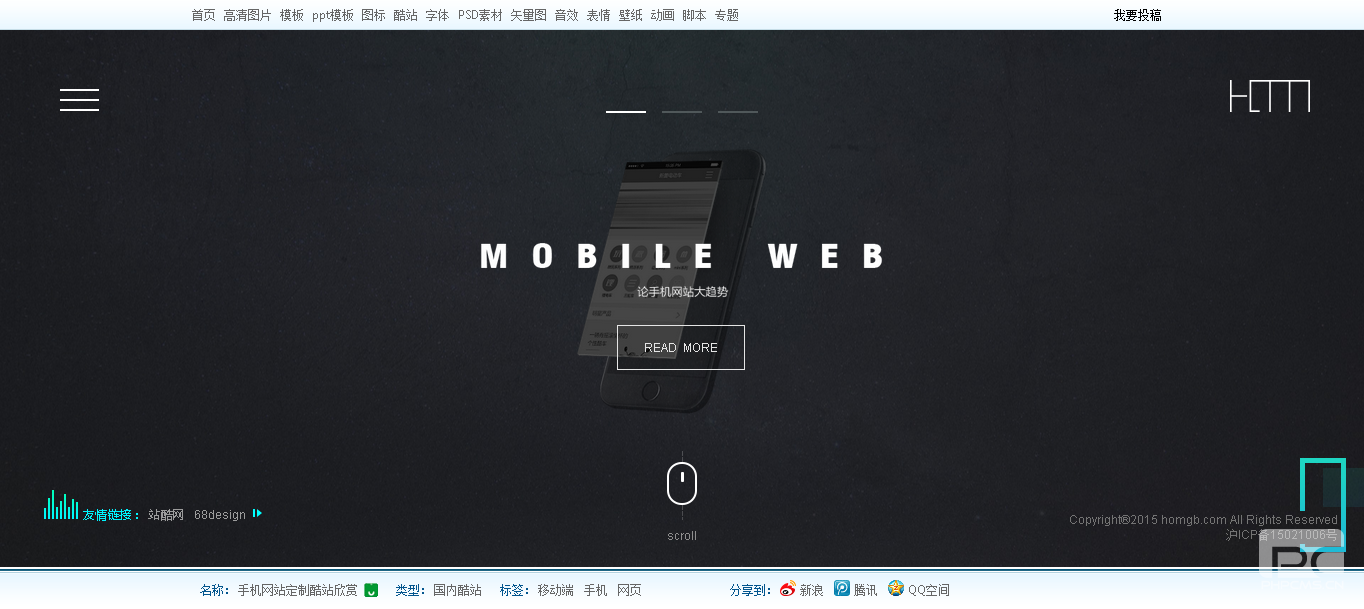 首页 高清图片 模板 ppt模板 图标 酷站 字体 PSD素材 矢量图 音效 表情 壁纸 动画 脚本 专题 我要投稿
MOBILE WEB
论手机网站大趋势
READ MORE
scroll
友情链接： 站酷网 68design
Copyright©2015 homgb.com All Rights Reserved
沪ICP备15021006号
名称： 手机网站定制酷站欣赏 类型： 国内酷站 标签： 移动端 手机 网页 分享到： 新浪 腾讯 QQ空间